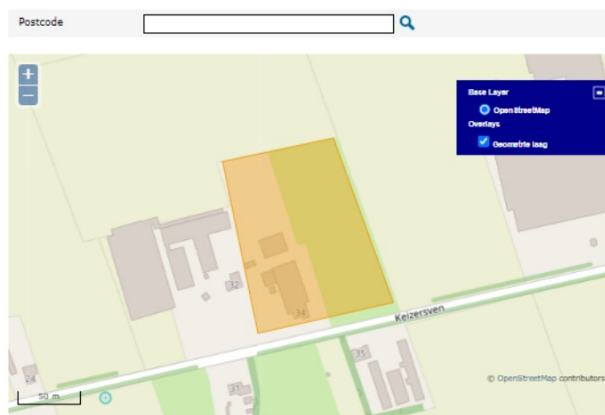 Postcode
+
−
Base Layer
OpenStreetMap
Overlays
Geometrie laag
32
34
Keizersven
24
35
31
50 m
© OpenStreetMap contributors